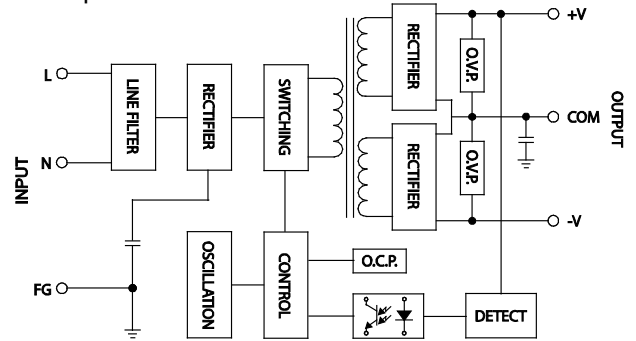 +V
L
LINE FILTER
RECTIFIER
SWITCHING
RECTIFIER
O.V.P.
COM
OUTPUT
INPUT
N
RECTIFIER
O.V.P.
-V
FG
OSCILLATION
CONTROL
O.C.P.
DETECT